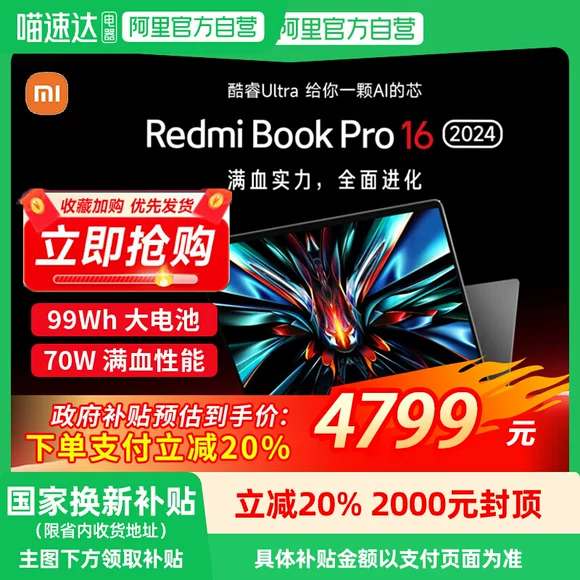 喵速达电器 阿里官方自营 阿里官方自营
mi
酷睿Ultra 给你一颗AI的芯
Redmi Book Pro 16 2024
满血实力，全面进化
收藏加购 优先发货
立即抢购
99Wh 大电池
70W 满血性能
政府补贴预估到手价：
下单支付立减20%
4799元
国家换新补贴
(限省内收货地址)
主图下方领取补贴
立减20% 2000元封顶
具体补贴金额以支付页面为准